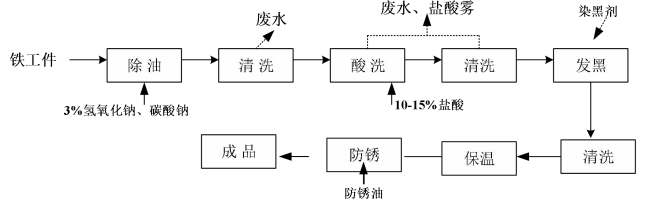 废水
废水、盐酸雾
染黑剂
铁工件
除油
清洗
酸洗
清洗
发黑
3%氢氧化钠、碳酸钠
10-15%盐酸
成品
防锈
保温
清洗
防锈油